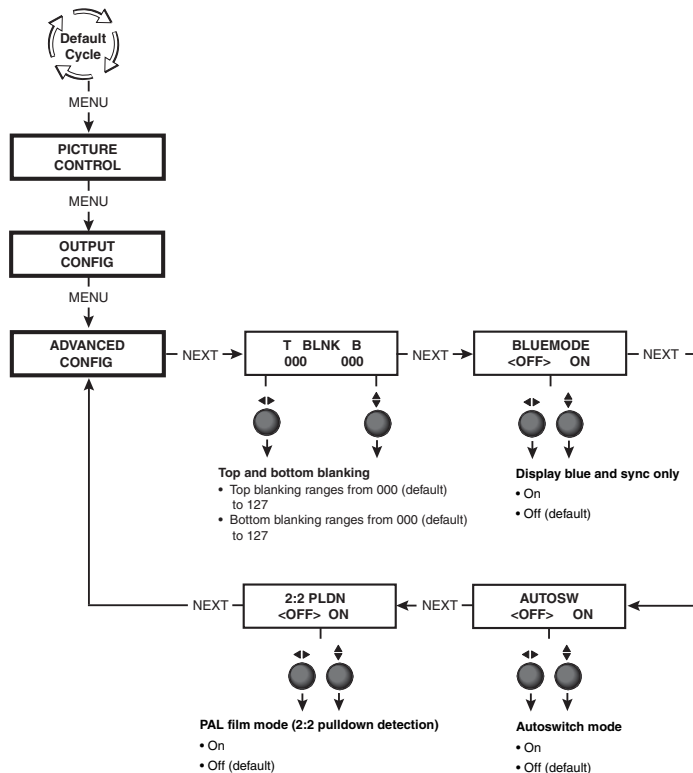 Default
Cycle
MENU
PICTURE
CONTROL
MENU
OUTPUT
CONFIG
MENU
ADVANCED
CONFIG
NEXT
T BLNK B
000 000
NEXT
BLUEMODE
<OFF> ON
NEXT
Top and bottom blanking
• Top blanking ranges from 000 (default)
to 127
• Bottom blanking ranges from 000 (default)
to 127
Display blue and sync only
• On
• Off (default)
NEXT
2:2 PLDN
<OFF> ON
NEXT
AUTOSW
<OFF> ON
PAL film mode (2:2 pulldown detection)
• On
• Off (default)
Autoswitch mode
• On
• Off (default)